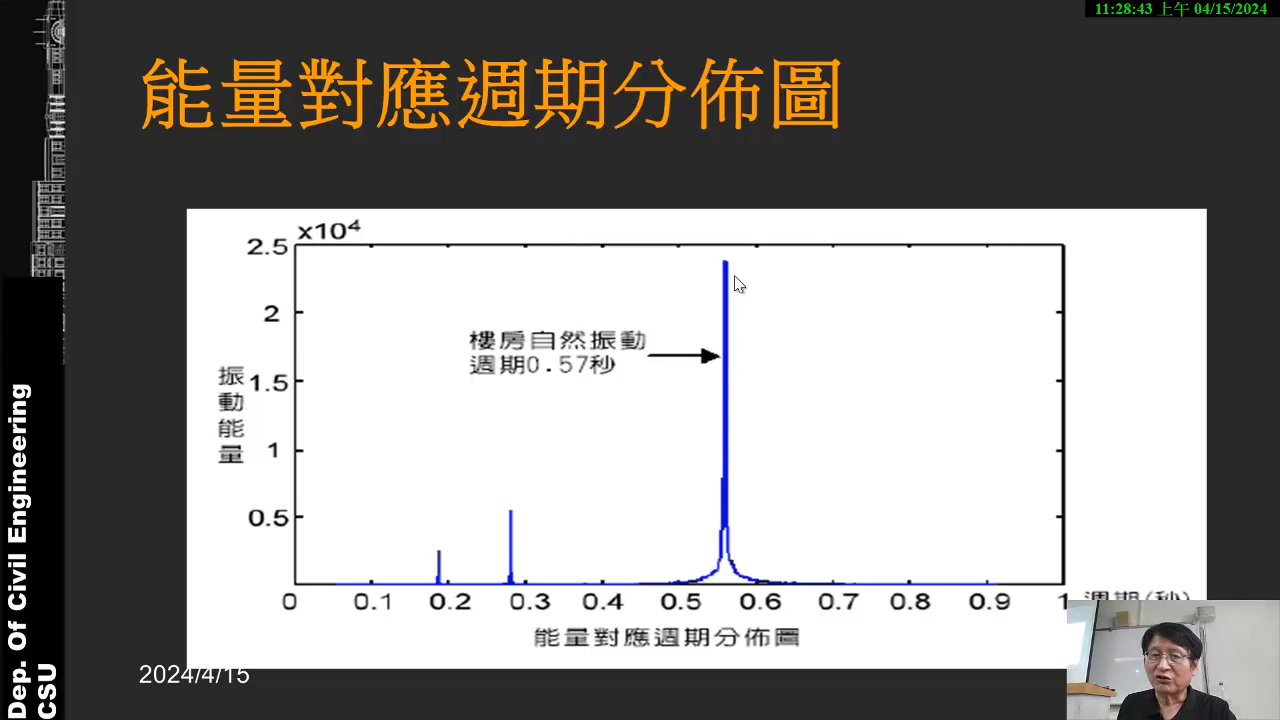 11:28:43 上午 04/15/2024
能量對應週期分佈圖
x10⁴
2.5
2
1.5
1
0.5
振動能量
樓房自然振動
週期0.57秒
0 0.1 0.2 0.3 0.4 0.5 0.6 0.7 0.8 0.9 1
週期(秒)
能量對應週期分佈圖
2024/4/15
Dep. Of Civil Engineering
CSU